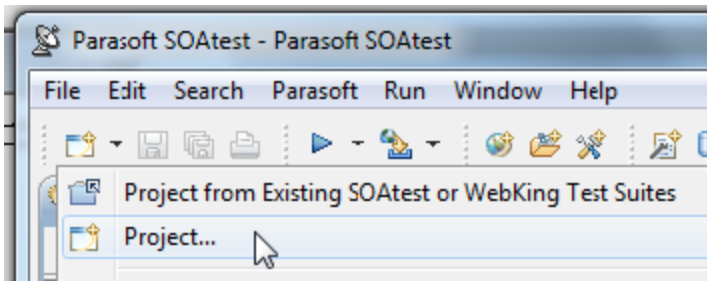 Parasoft SOAtest - Parasoft SOAtest
File Edit Search Parasoft Run Window Help
Project from Existing SOAtest or WebKing Test Suites
Project...